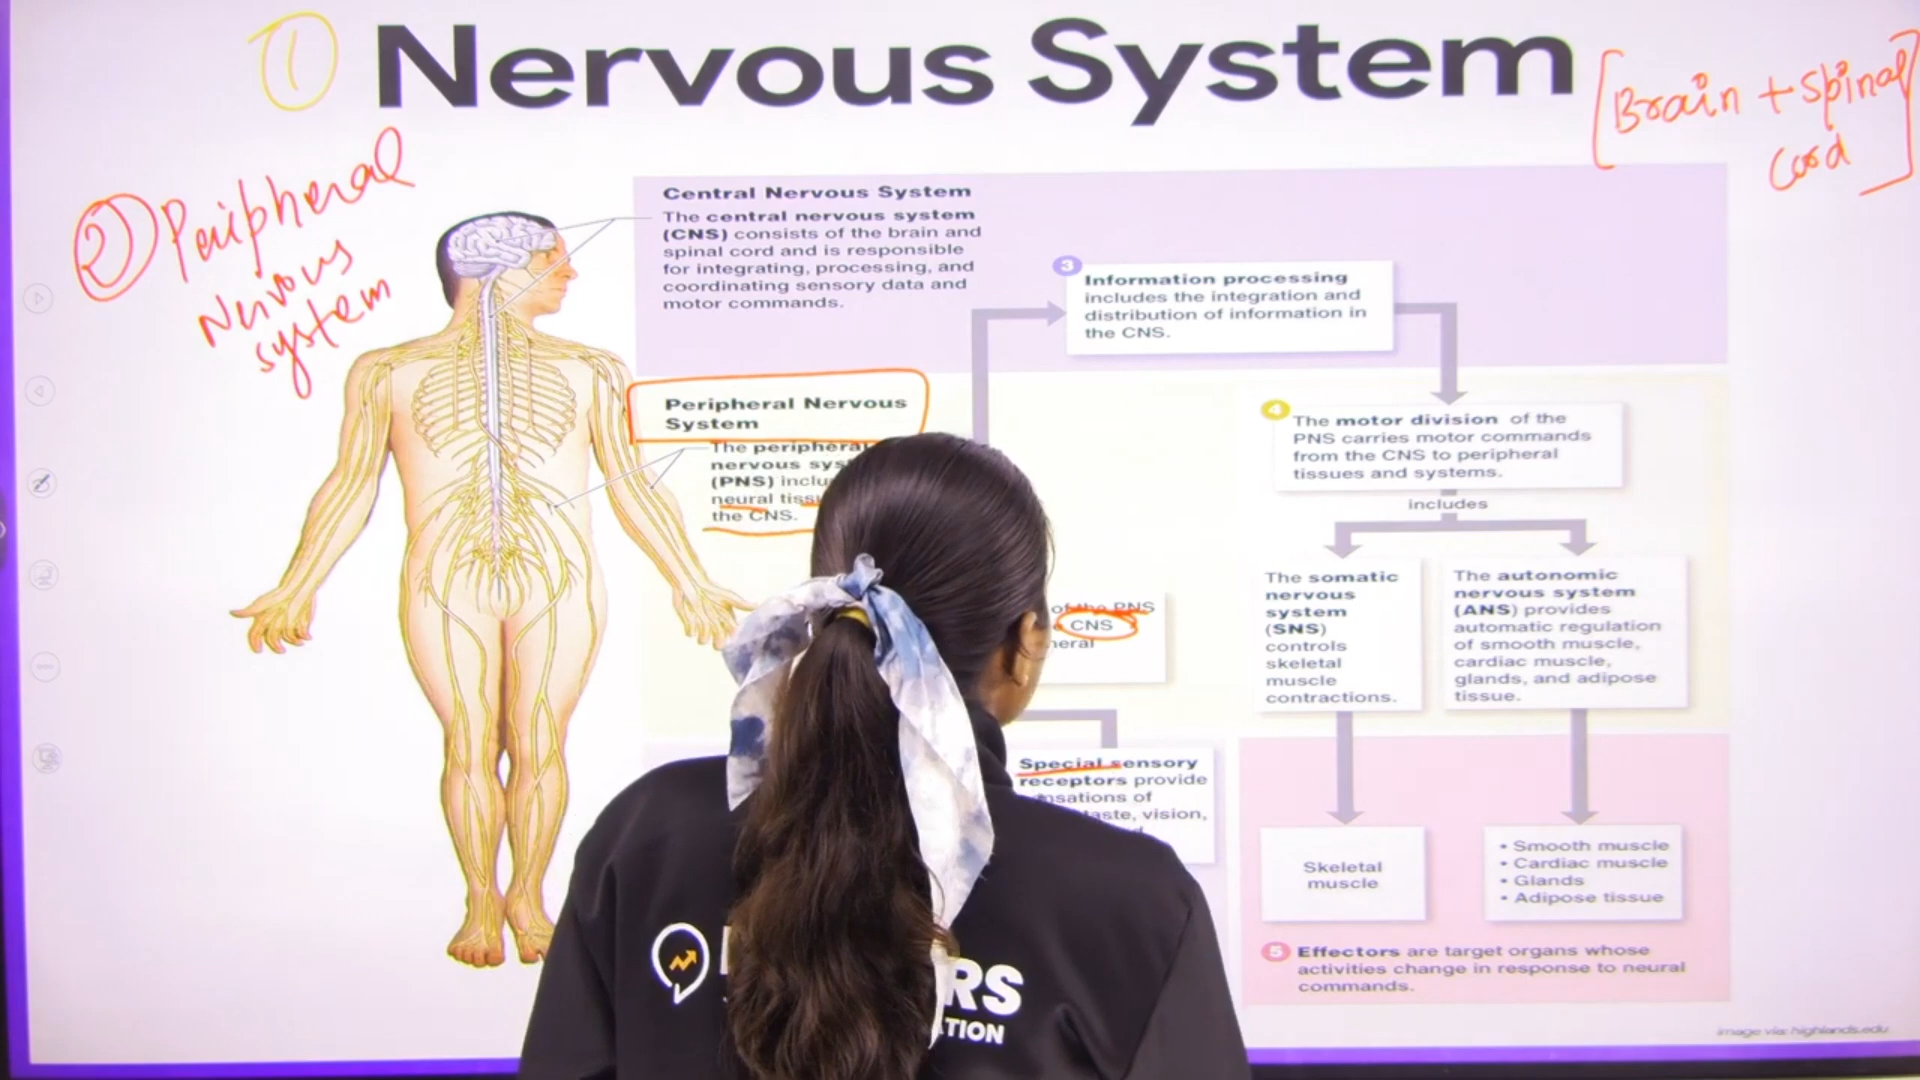 ① Nervous System
[Brain + Spinal
Cord]
② Peripheral
Nervous
system
Central Nervous System
The central nervous system
(CNS) consists of the brain and
spinal cord and is responsible
for integrating, processing, and
coordinating sensory data and
motor commands.
3
Information processing
includes the integration and
distribution of information in
the CNS.
Peripheral Nervous
System
The peripheral
nervous
(PNS)
neural
the CNS.
4
The motor division of the
PNS carries motor commands
from the CNS to peripheral
tissues and systems.
includes
The somatic
nervous
system
(SNS)
controls
skeletal
muscle
contractions.
The autonomic
nervous system
(ANS) provides
automatic regulation
of smooth muscle,
cardiac muscle,
glands, and adipose
tissue.
of the PNS
CNS
Special sensory
receptors provide
of
vision,
Skeletal
muscle
• Smooth muscle
• Cardiac muscle
• Glands
• Adipose tissue
5 Effectors are target organs whose
activities change in response to neural
commands.
image via: highlands.edu